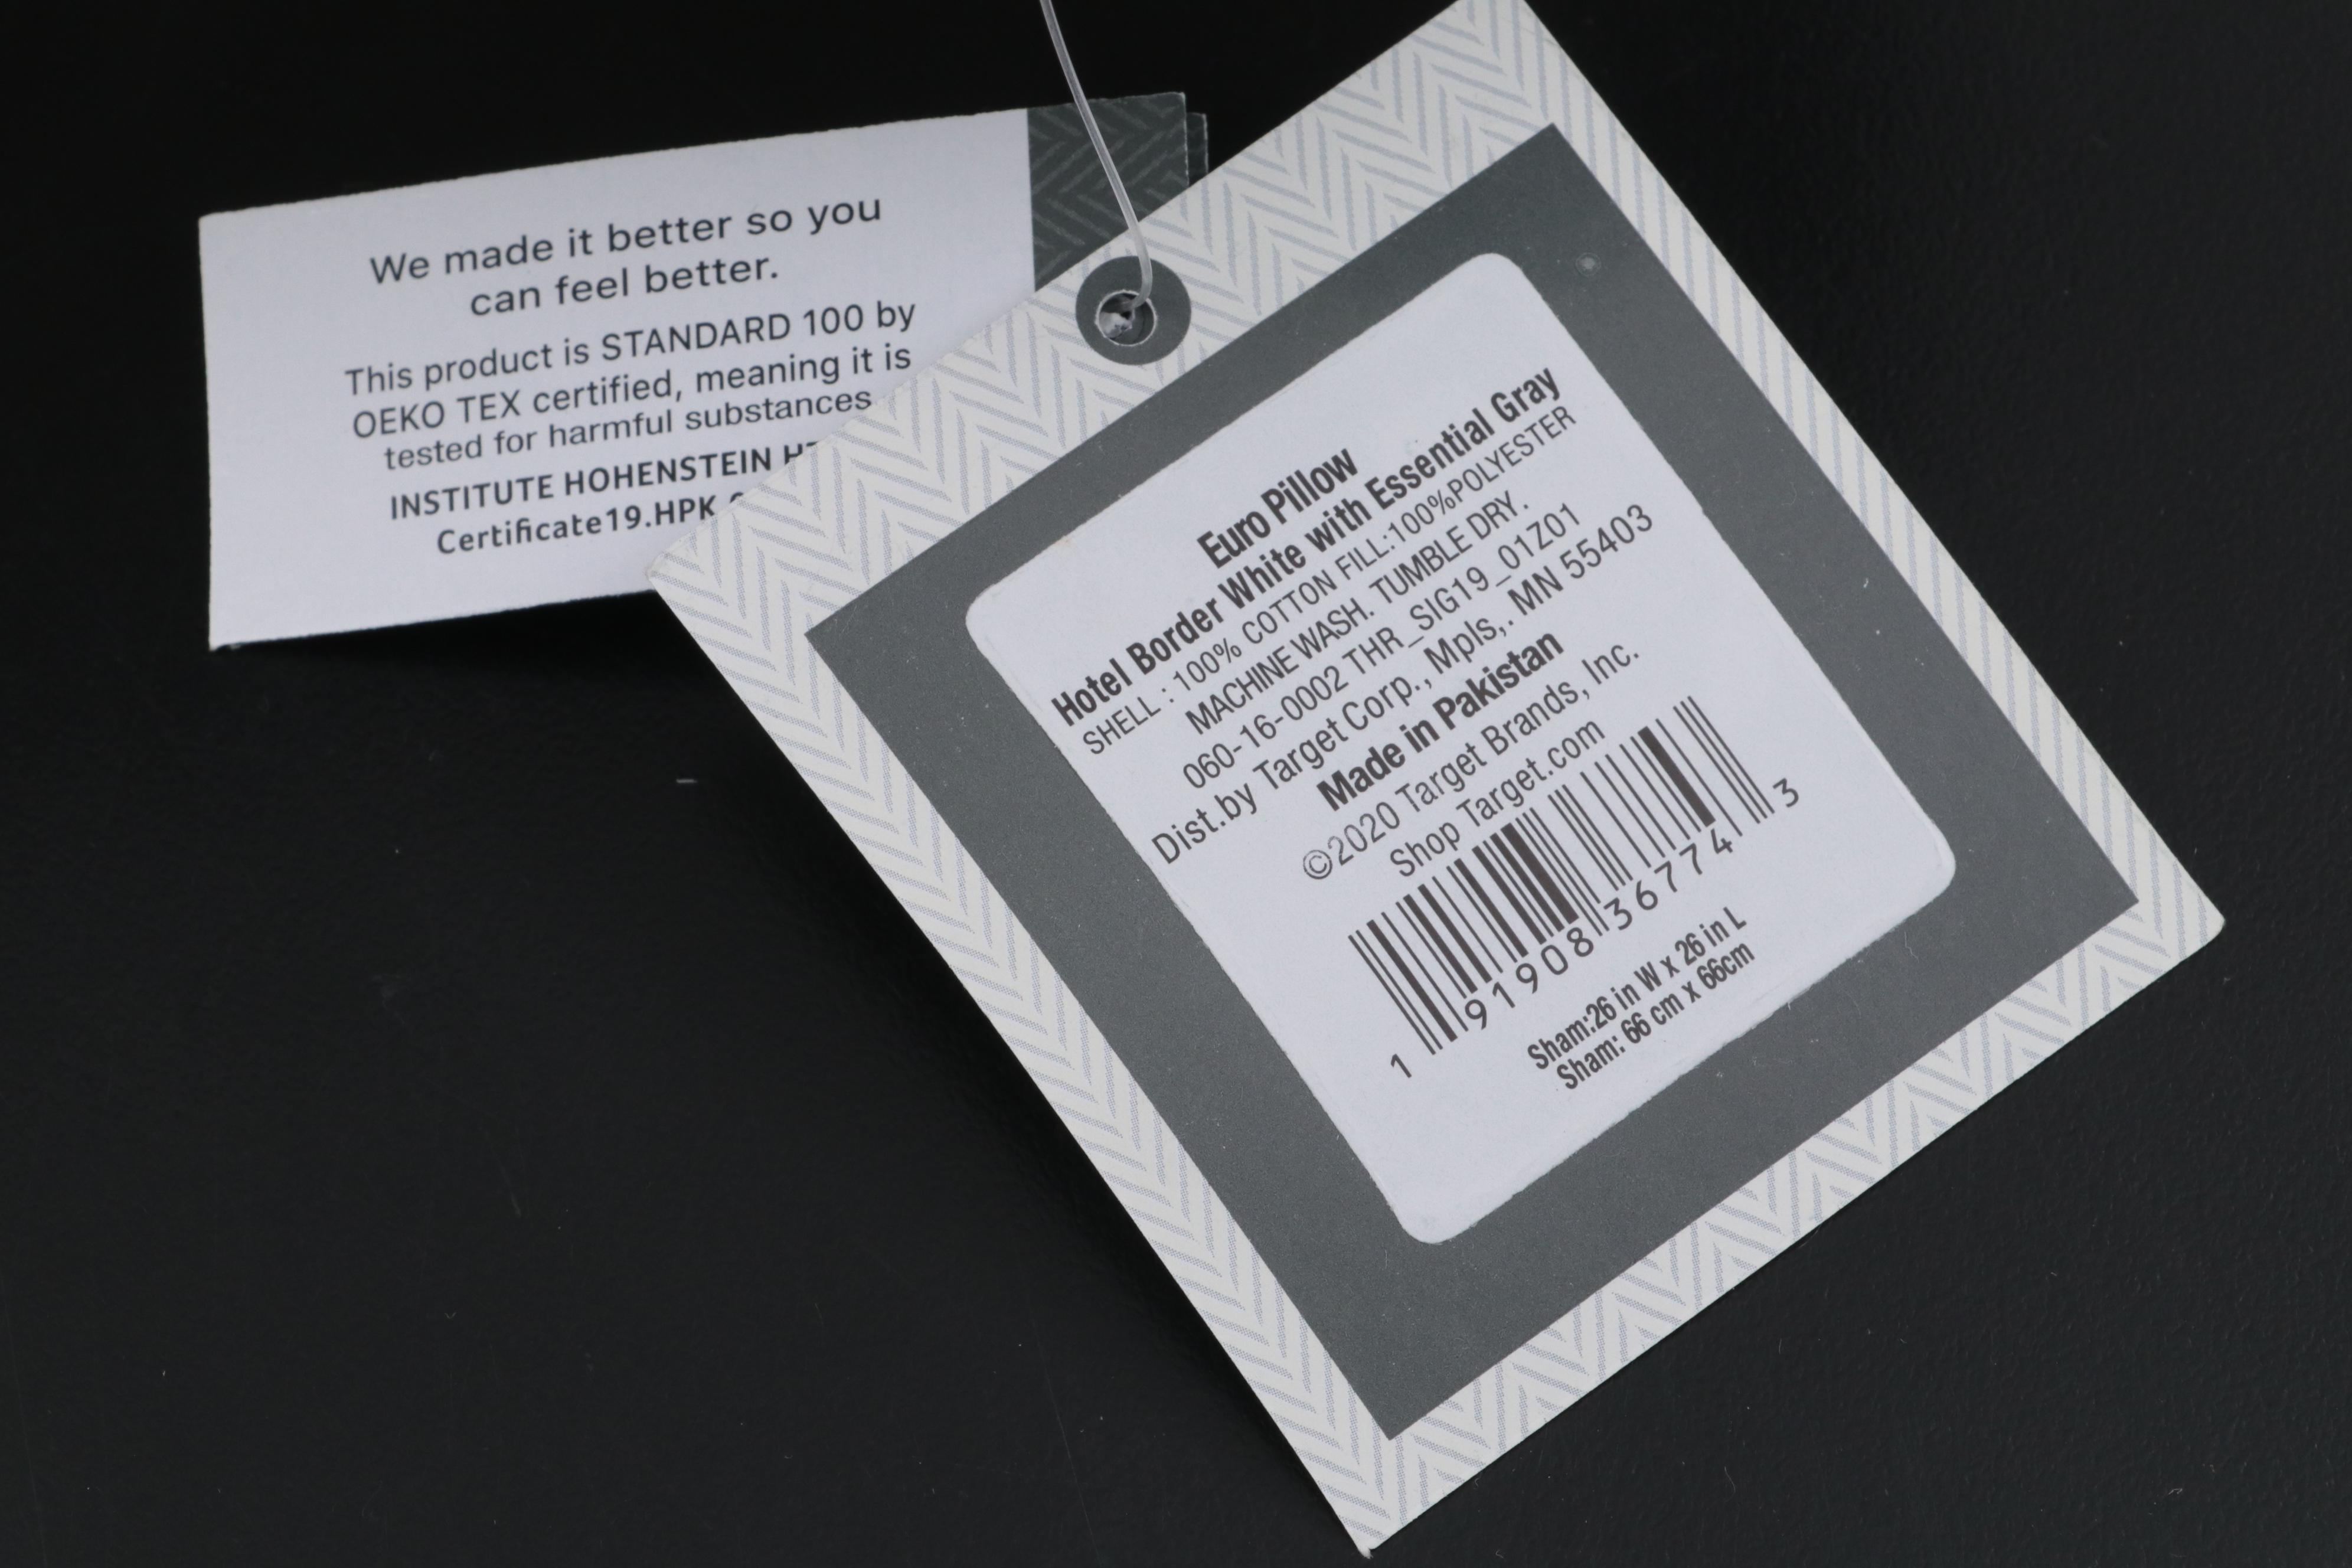 We made it better so you
can feel better.
This product is STANDARD 100 by
OEKO TEX certified, meaning it is
tested for harmful substances
INSTITUTE HOHENSTEIN
Certificate19.HPK
Euro Pillow
Hotel Border White with Essential Gray
SHELL : 100% COTTON FILL:100%POLYESTER
MACHINE WASH. TUMBLE DRY.
060-16-0002 THR_SIG19_01Z01
Dist.by Target Corp., Mpls,. MN 55403
Made in Pakistan
©2020 Target Brands, Inc.
Shop Target.com
1 91908 36774 3
Sham:26 in W x 26 in L
Sham: 66 cm x 66cm